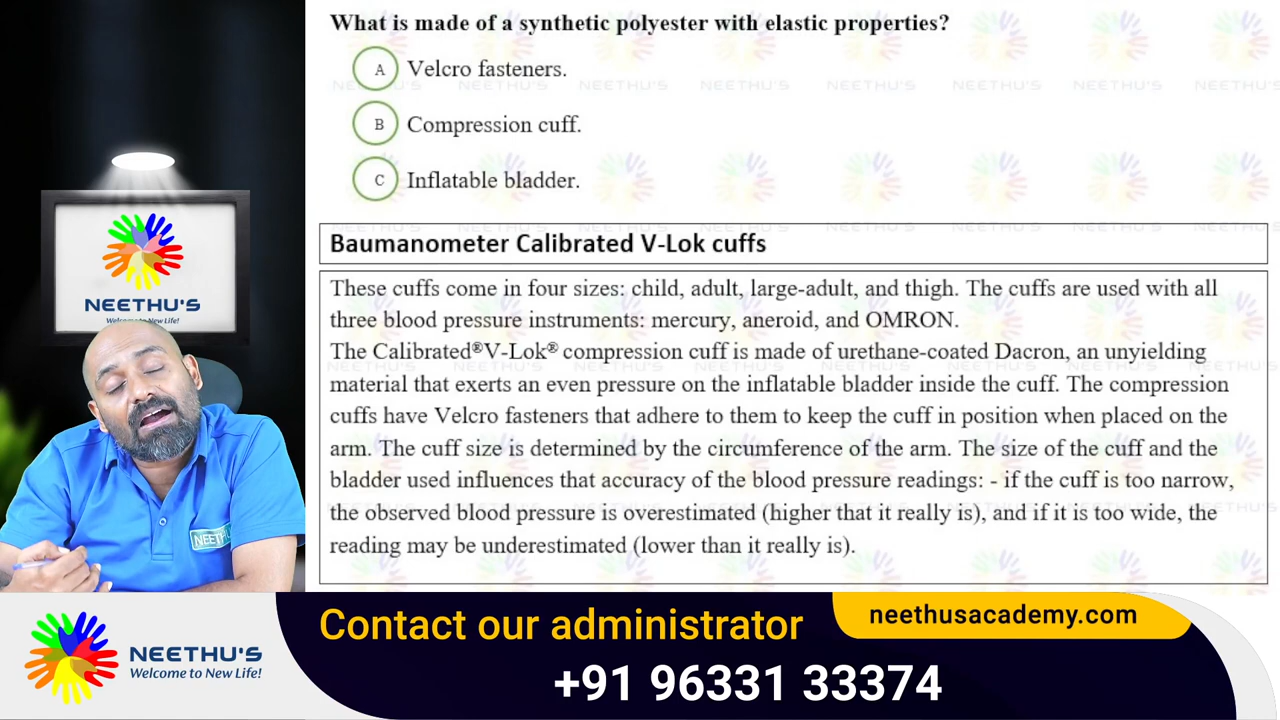 What is made of a synthetic polyester with elastic properties?
A Velcro fasteners.
B Compression cuff.
C Inflatable bladder.
Baumanometer Calibrated V-Lok cuffs
These cuffs come in four sizes: child, adult, large-adult, and thigh. The cuffs are used with all
three blood pressure instruments: mercury, aneroid, and OMRON.
The Calibrated®V-Lok® compression cuff is made of urethane-coated Dacron, an unyielding
material that exerts an even pressure on the inflatable bladder inside the cuff. The compression
cuffs have Velcro fasteners that adhere to them to keep the cuff in position when placed on the
arm. The cuff size is determined by the circumference of the arm. The size of the cuff and the
bladder used influences that accuracy of the blood pressure readings: - if the cuff is too narrow,
the observed blood pressure is overestimated (higher that it really is), and if it is too wide, the
reading may be underestimated (lower than it really is).
NEETHU'S
Welcome to New Life!
NEETHU'S
Welcome to New Life!
Contact our administrator
neethusacademy.com
+91 96331 33374